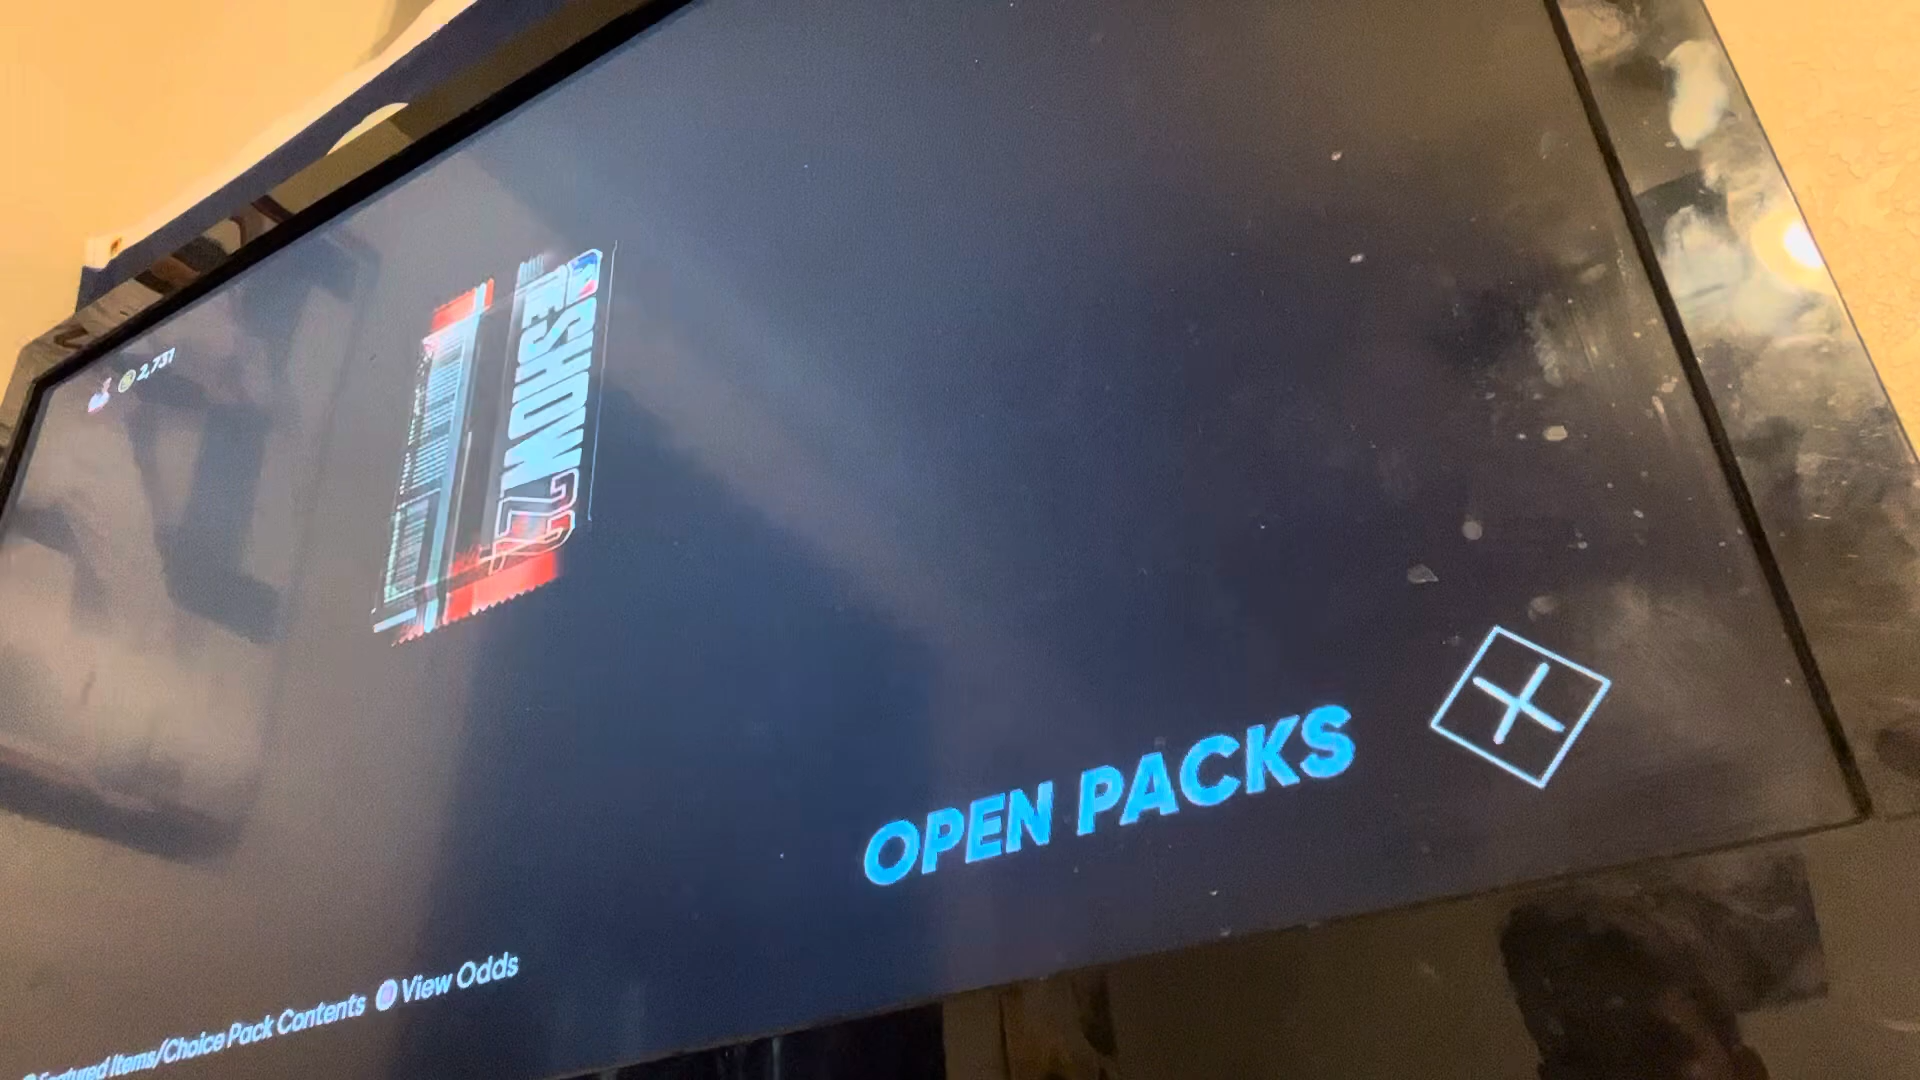 2,731
THE SHOW 22
OPEN PACKS
Featured Items/Choice Pack Contents View Odds